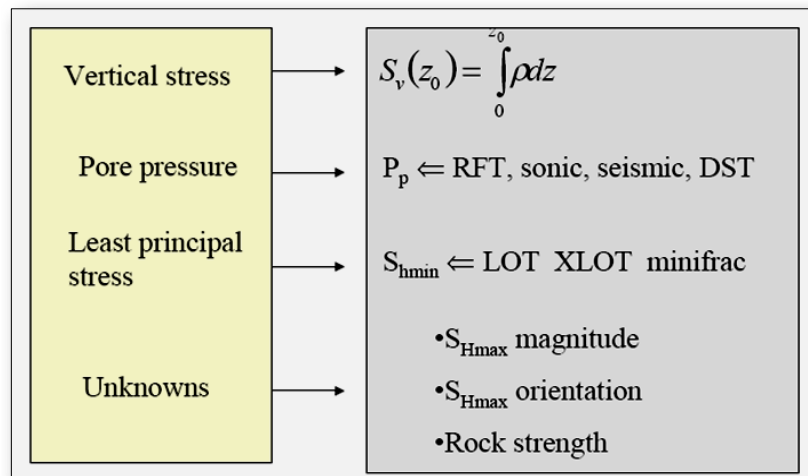 Vertical stress
S_v(z_0) = ∫_0^{z_0} ρdz
Pore pressure
P_p ⇐ RFT, sonic, seismic, DST
Least principal
stress
S_hmin ⇐ LOT XLOT minifrac
Unknowns
•S_Hmax magnitude
•S_Hmax orientation
•Rock strength